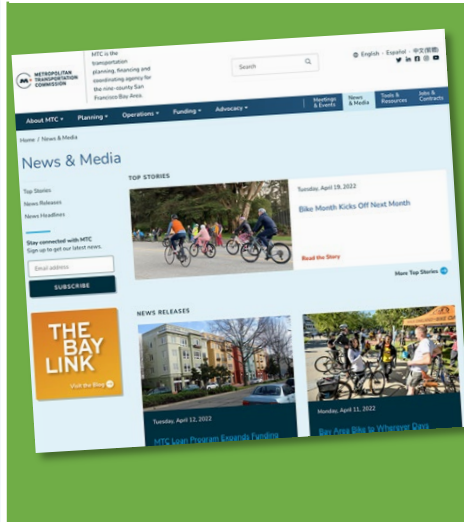 METROPOLITAN
TRANSPORTATION
COMMISSION
MTC is the
transportation
planning, financing and
coordinating agency for
the nine-county San
Francisco Bay Area.
Search
English · Español · 中文(繁體)
About MTC
Planning
Operations
Funding
Advocacy
Meetings
& Events
News
& Media
Tools &
Resources
Jobs &
Contracts
Home / News & Media
News & Media
Top Stories
News Releases
News Headlines
Stay connected with MTC
Sign up to get our latest news.
Email address
SUBSCRIBE
THE
BAY
LINK
Visit the Blog
TOP STORIES
Tuesday, April 19, 2022
Bike Month Kicks Off Next Month
Read the Story
More Top Stories
NEWS RELEASES
Tuesday, April 12, 2022
MTC Loan Program Expands Funding
Monday, April 11, 2022
Bay Area Bike to Wherever Days